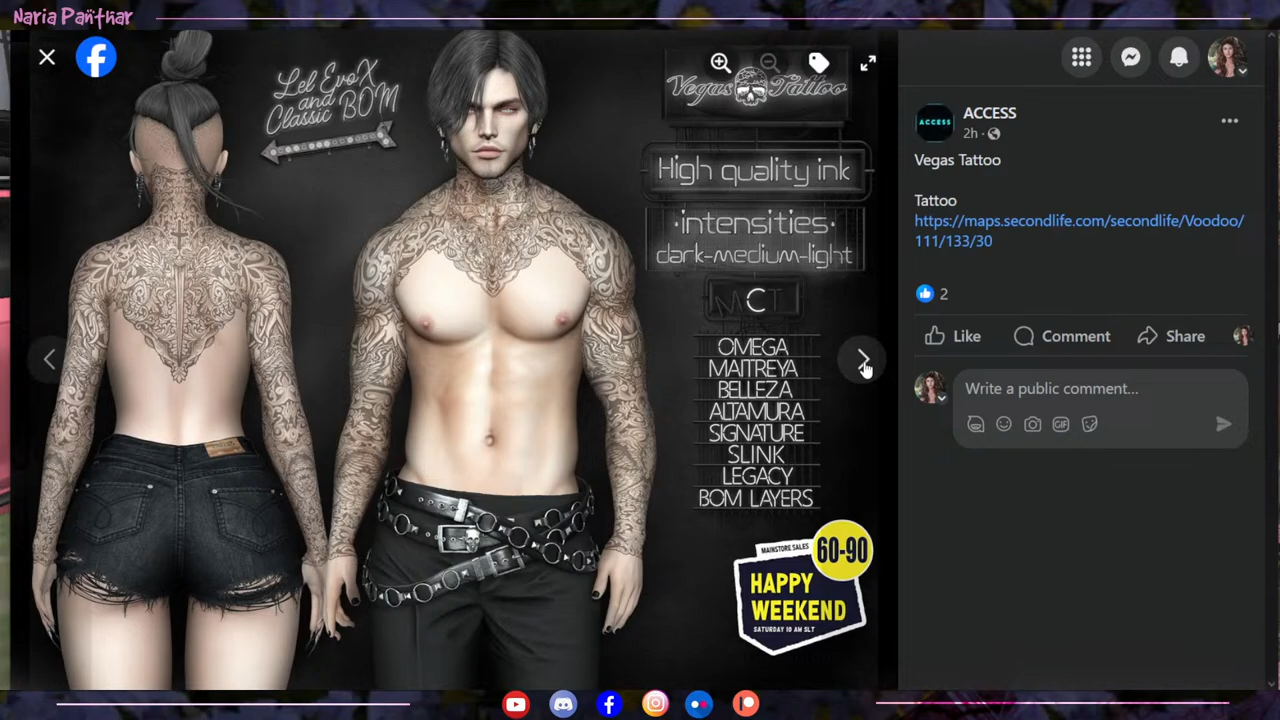 Naria Panthar
Lel EvoX
and
Classic BOM
Vegas Tattoo
High quality ink
·intensities·
dark-medium-light
MCT
OMEGA
MAITREYA
BELLEZA
ALTAMURA
SIGNATURE
SLINK
LEGACY
BOM LAYERS
MAINSTORE SALES
60-90
HAPPY
WEEKEND
SATURDAY 10 AM SLT
ACCESS
ACCESS
2h ·
Vegas Tattoo
Tattoo
https://maps.secondlife.com/secondlife/Voodoo/
111/133/30
2
Like
Comment
Share
Write a public comment...
GIF